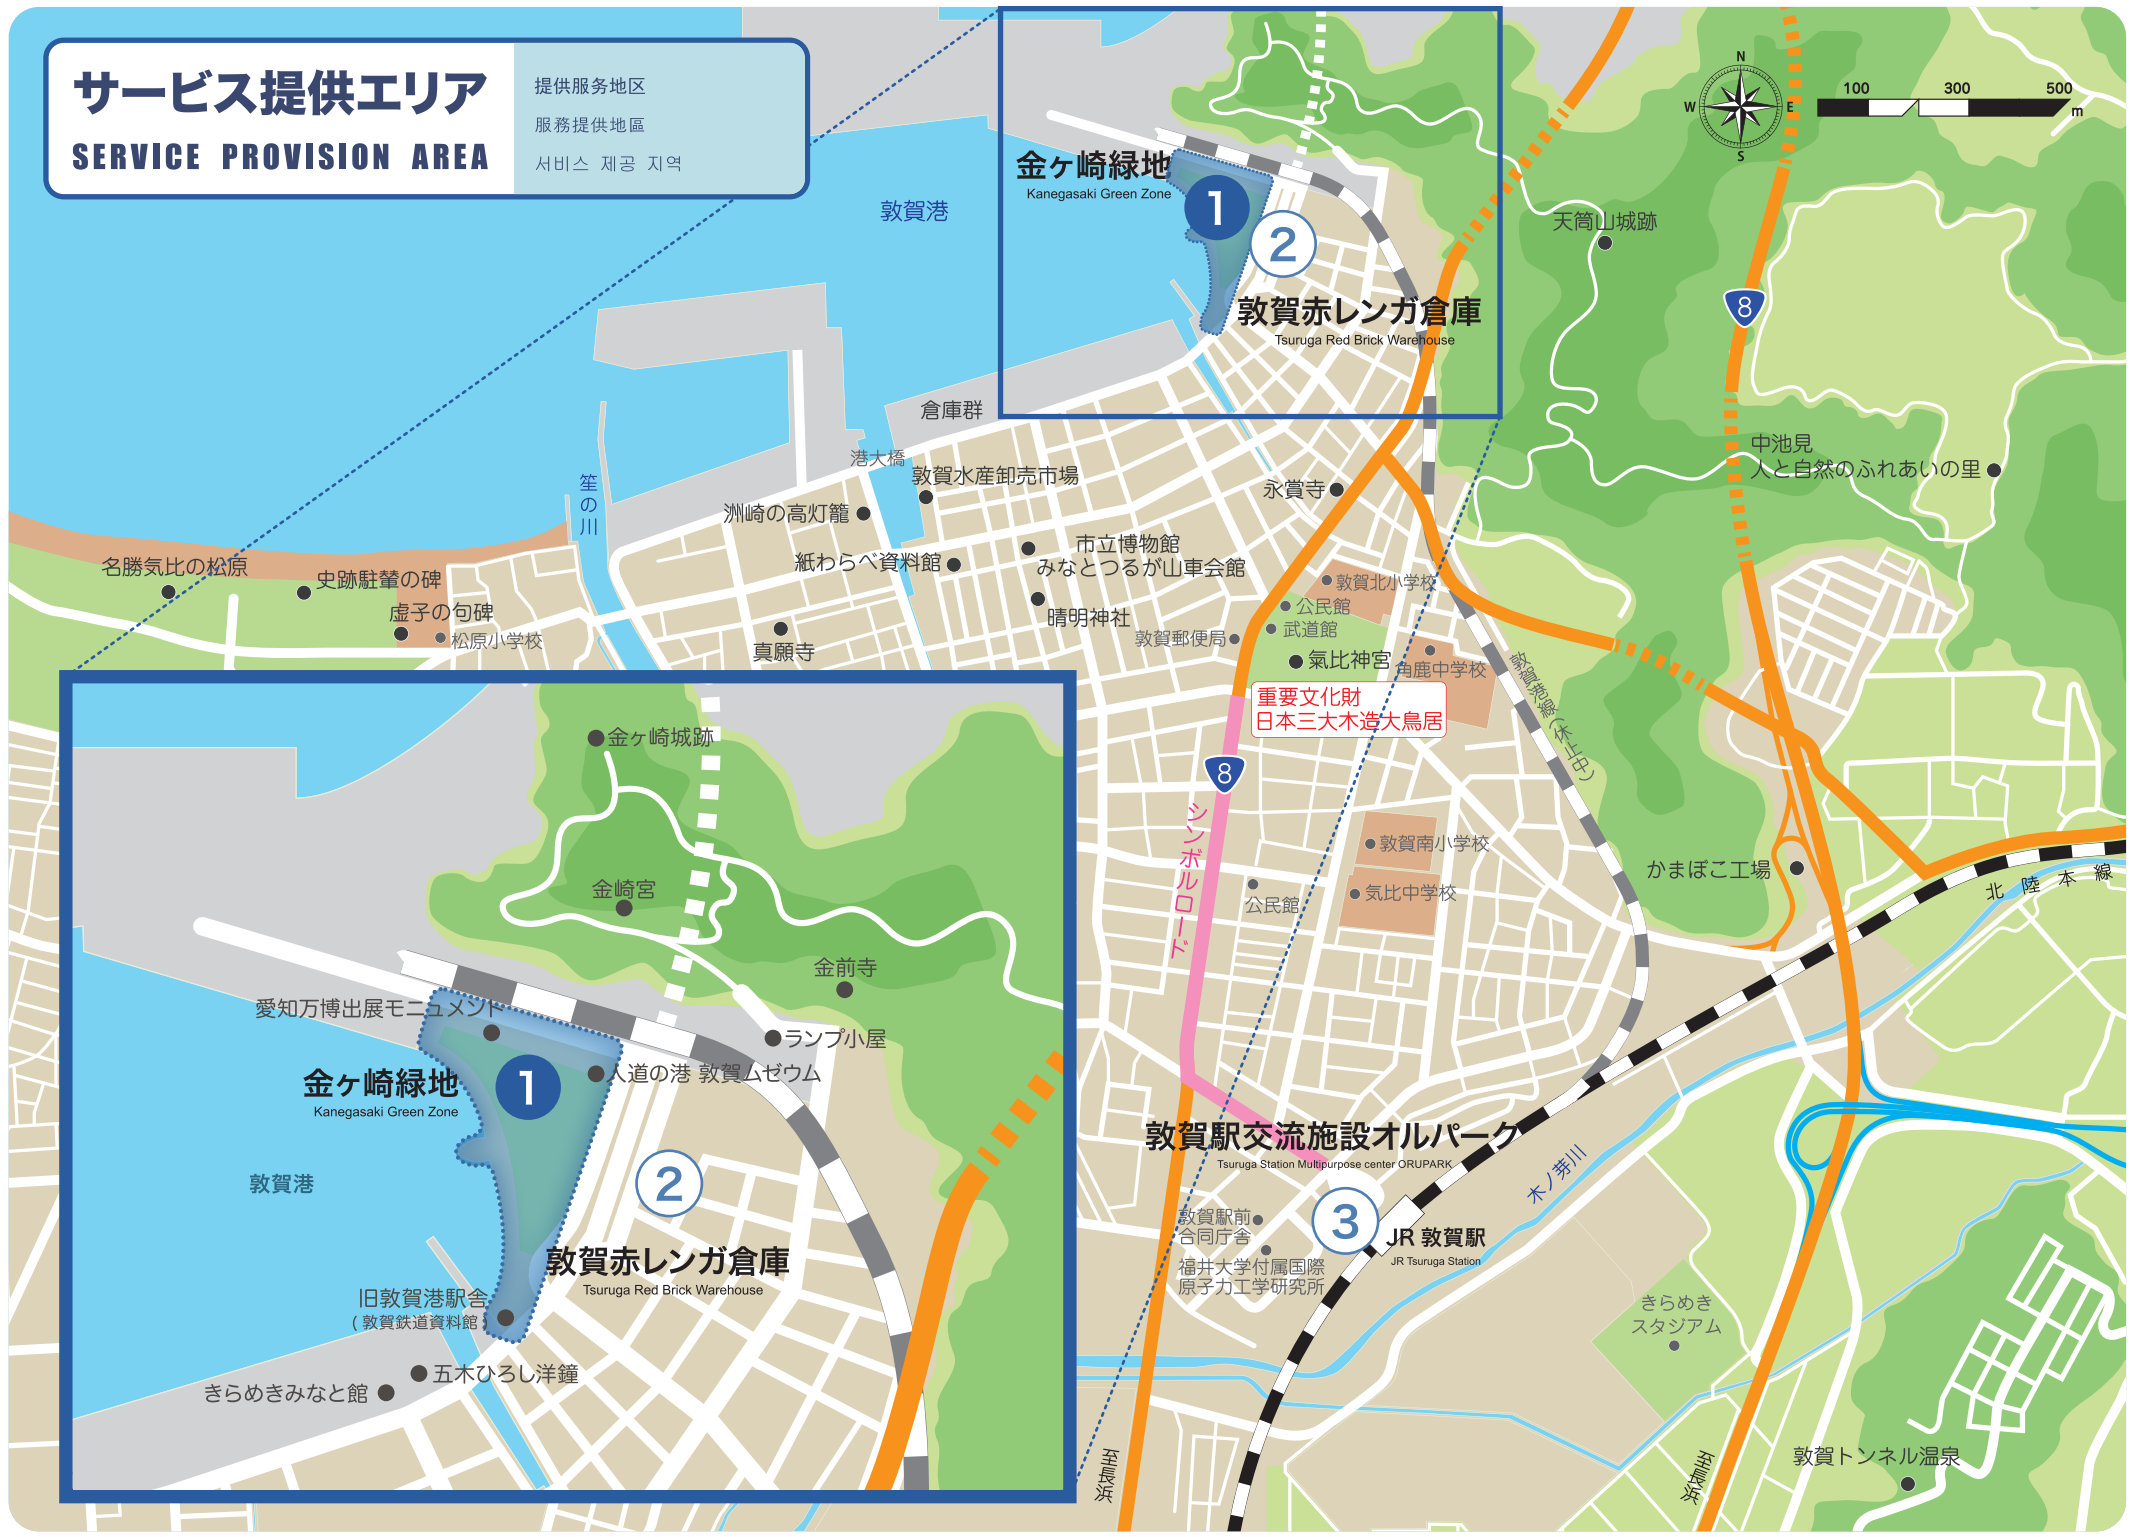 サービス提供エリア
SERVICE PROVISION AREA
提供服务地区
服務提供地區
서비스 제공 지역
N
W
E
S
100
300
500
m
敦賀港
金ヶ崎緑地
Kanegasaki Green Zone
1
2
敦賀赤レンガ倉庫
Tsuruga Red Brick Warehouse
天筒山城跡
8
中池見
人と自然のふれあいの里
倉庫群
港大橋
敦賀水産卸売市場
笙の川
洲崎の高灯籠
永賞寺
紙わらべ資料館
市立博物館
みなとつるが山車会館
晴明神社
名勝気比の松原
史跡駐輦の碑
虚子の句碑
松原小学校
真願寺
敦賀北小学校
公民館
武道館
敦賀郵便局
氣比神宮
角鹿中学校
敦賀港線(休止中)
重要文化財
日本三大木造大鳥居
8
シンボルロード
敦賀南小学校
気比中学校
公民館
かまぼこ工場
北陸本線
敦賀駅交流施設オルパーク
Tsuruga Station Multipurpose center ORUPARK
3
JR 敦賀駅
JR Tsuruga Station
敦賀駅前
合同庁舎
福井大学付属国際
原子力工学研究所
木ノ芽川
きらめき
スタジアム
敦賀トンネル温泉
至長浜
至長浜
金ヶ崎城跡
金崎宮
金前寺
愛知万博出展モニュメント
ランプ小屋
人道の港 敦賀ムゼウム
金ヶ崎緑地
Kanegasaki Green Zone
1
2
敦賀港
敦賀赤レンガ倉庫
Tsuruga Red Brick Warehouse
旧敦賀港駅舎
(敦賀鉄道資料館)
五木ひろし洋鐘
きらめきみなと館